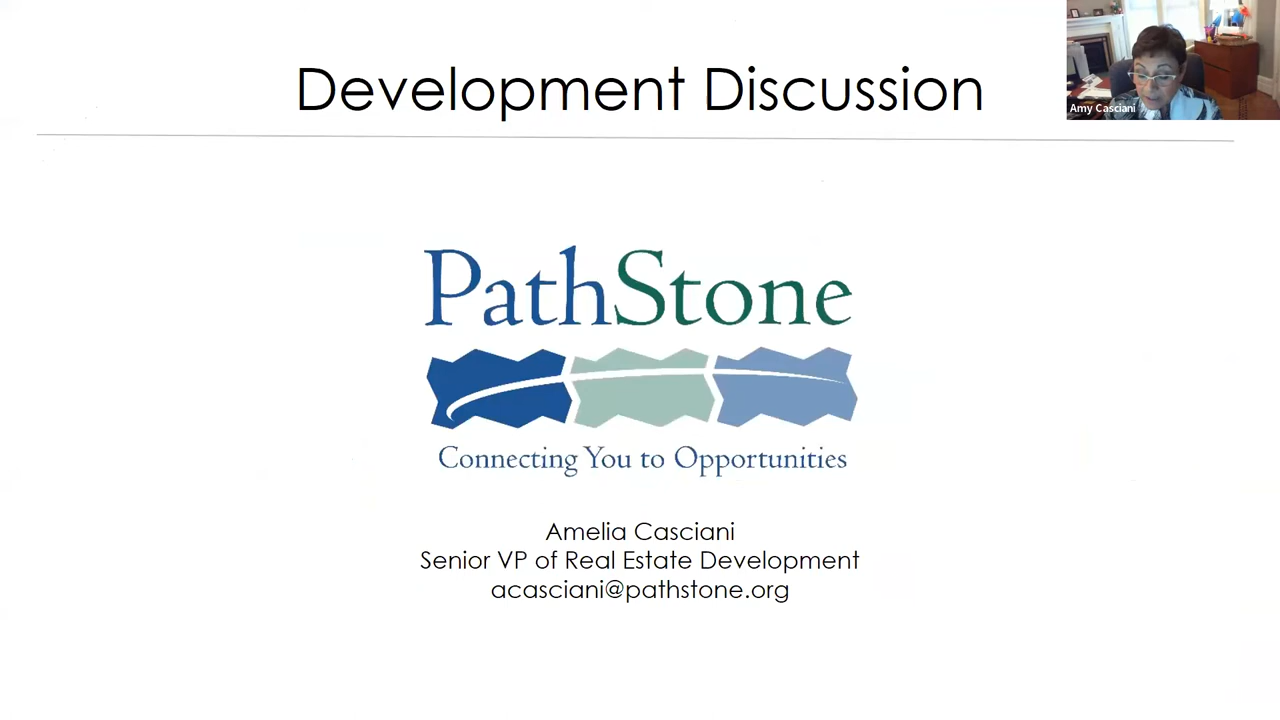 Development Discussion
Amy Casciani
PathStone
Connecting You to Opportunities
Amelia Casciani
Senior VP of Real Estate Development
acasciani@pathstone.org